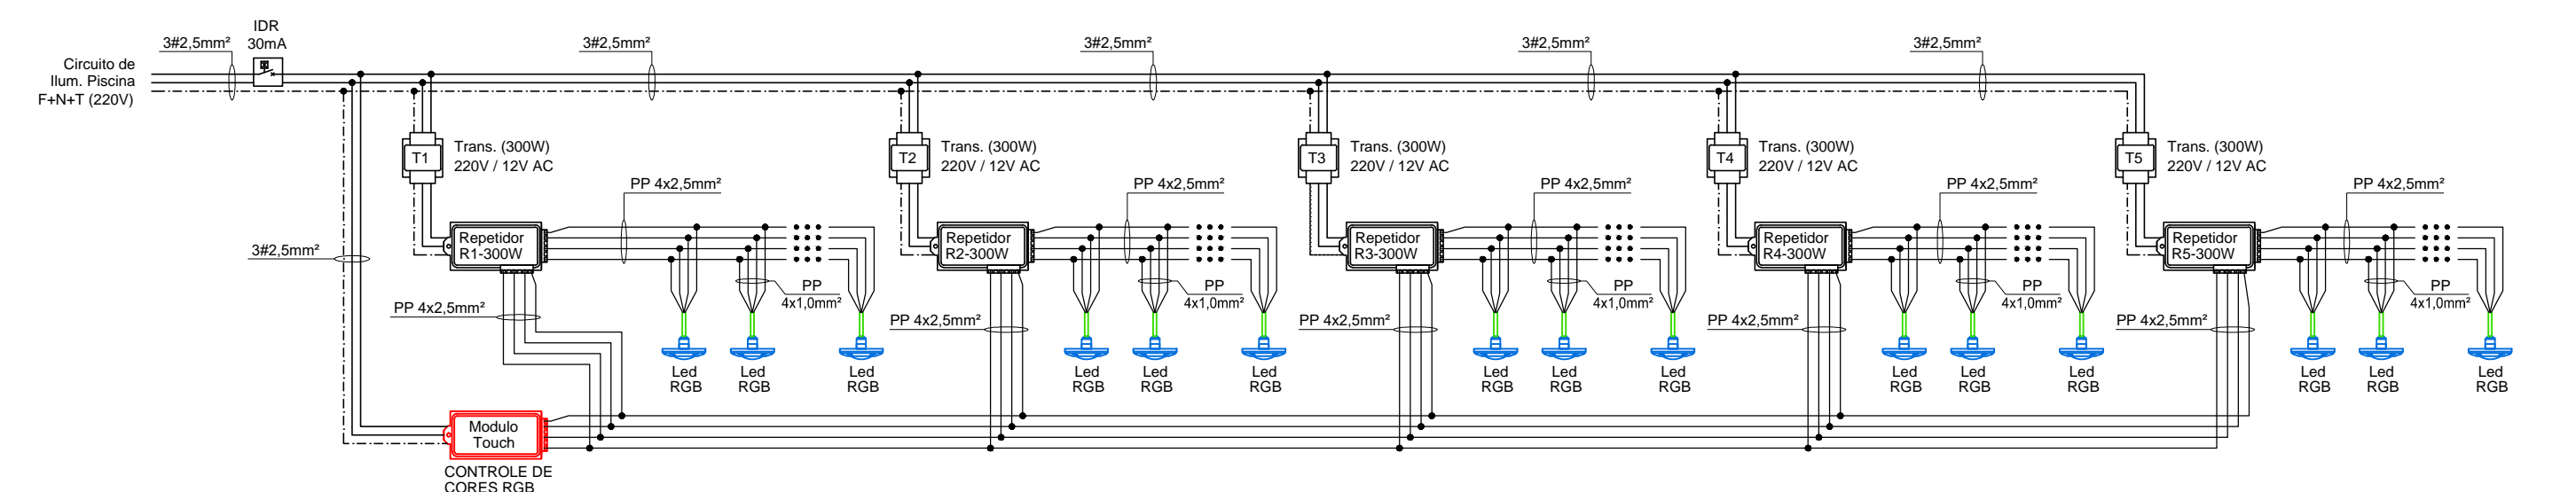 IDR
30mA
3#2,5mm²
3#2,5mm²
3#2,5mm²
3#2,5mm²
3#2,5mm²
Circuito de
Ilum. Piscina
F+N+T (220V)
T1
Trans. (300W)
220V / 12V AC
T2
Trans. (300W)
220V / 12V AC
T3
Trans. (300W)
220V / 12V AC
T4
Trans. (300W)
220V / 12V AC
T5
Trans. (300W)
220V / 12V AC
PP 4x2,5mm²
PP 4x2,5mm²
PP 4x2,5mm²
PP 4x2,5mm²
PP 4x2,5mm²
3#2,5mm²
Repetidor
R1-300W
Repetidor
R2-300W
Repetidor
R3-300W
Repetidor
R4-300W
Repetidor
R5-300W
PP
4x1,0mm²
PP
4x1,0mm²
PP
4x1,0mm²
PP
4x1,0mm²
PP
4x1,0mm²
PP 4x2,5mm²
PP 4x2,5mm²
PP 4x2,5mm²
PP 4x2,5mm²
PP 4x2,5mm²
Led
RGB
Led
RGB
Led
RGB
Led
RGB
Led
RGB
Led
RGB
Led
RGB
Led
RGB
Led
RGB
Led
RGB
Led
RGB
Led
RGB
Led
RGB
Led
RGB
Led
RGB
Modulo
Touch
CONTROLE DE
CORES RGB